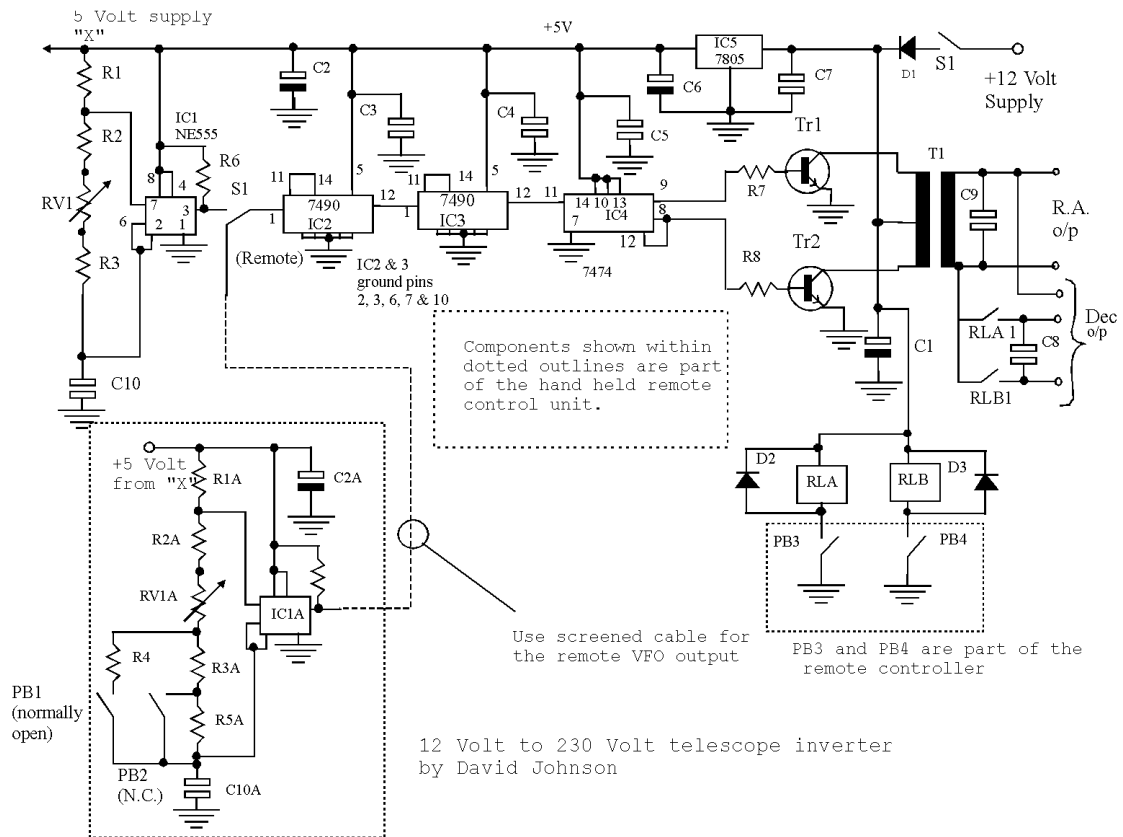 5 Volt supply
"X"
+5V
IC5
7805
D1
S1
+12 Volt
Supply
R1
C2
C6
C7
IC1
NE555
R2
C3
C4
C5
Tr1
R6
S1
8
4
7
3
6
2
1
RV1
11
14
5
12
7490
IC2
1
11
14
5
12
7490
IC3
1
11
9
14 10 13
IC4
7
8
12
7474
R7
T1
C9
R.A.
o/p
R3
(Remote)
IC2 & 3
ground pins
2, 3, 6, 7 & 10
Tr2
R8
C1
RLA 1
C8
RLB1
Dec
o/p
C10
Components shown within
dotted outlines are part
of the hand held remote
control unit.
+5 Volt
from "X"
R1A
C2A
R2A
RV1A
IC1A
R4
R3A
R5A
PB1
(normally
open)
PB2
(N.C.)
C10A
D2
RLA
RLB
D3
PB3
PB4
Use screened cable for
the remote VFO output
PB3 and PB4 are part of the
remote controller
12 Volt to 230 Volt telescope inverter
by David Johnson